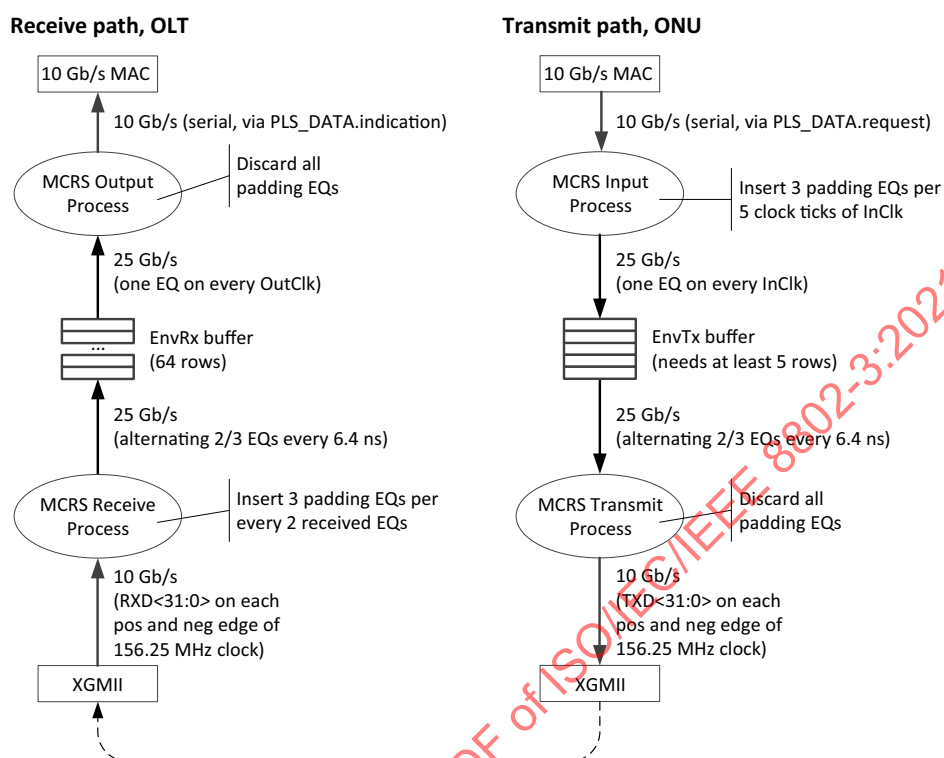 Receive path, OLT
10 Gb/s MAC
10 Gb/s (serial, via PLS_DATA.indication)
MCRS Output
Process
Discard all
padding EQs
25 Gb/s
(one EQ on every OutClk)
...
EnvRx buffer
(64 rows)
25 Gb/s
(alternating 2/3 EQs every 6.4 ns)
MCRS Receive
Process
Insert 3 padding EQs per
every 2 received EQs
10 Gb/s
(RXD<31:0> on each
pos and neg edge of
156.25 MHz clock)
XGMII
Transmit path, ONU
10 Gb/s MAC
10 Gb/s (serial, via PLS_DATA.request)
MCRS Input
Process
Insert 3 padding EQs per
5 clock ticks of InClk
25 Gb/s
(one EQ on every InClk)
EnvTx buffer
(needs at least 5 rows)
25 Gb/s
(alternating 2/3 EQs every 6.4 ns)
MCRS Transmit
Process
Discard all
padding EQs
10 Gb/s
(TXD<31:0> on each
pos and neg edge of
156.25 MHz clock)
XGMII
of ISO/IEC/IEEE 8802-3:2021